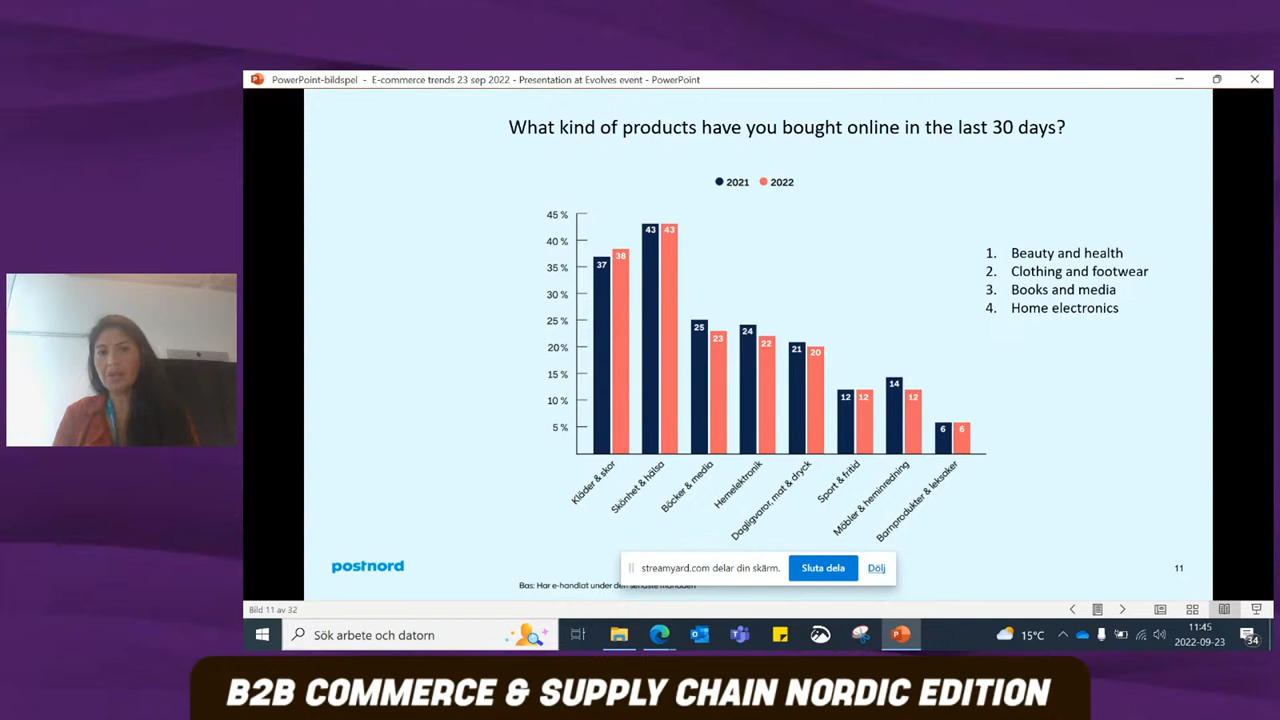 PowerPoint-bildspel - E-commerce trends 23 sep 2022 - Presentation at Evolves event - PowerPoint
What kind of products have you bought online in the last 30 days?
2021 2022
45 %
40 %
35 %
30 %
25 %
20 %
15 %
10 %
5 %
37 38 43 43 25 23 24 22 21 20 12 12 14 12 6 6
Kläder & skor
Skönhet & hälsa
Böcker & media
Hemelektronik
Dagligvaror, mat & dryck
Sport & fritid
Möbler & heminredning
Barnprodukter & leksaker
1. Beauty and health
2. Clothing and footwear
3. Books and media
4. Home electronics
postnord
streamyard.com delar din skärm.
Sluta dela
Dölj
11
Bas: Har e-handlat under den senaste månaden
Bild 11 av 32
Sök arbete och datorn
15°C
11:45
2022-09-23
34
B2B COMMERCE & SUPPLY CHAIN NORDIC EDITION